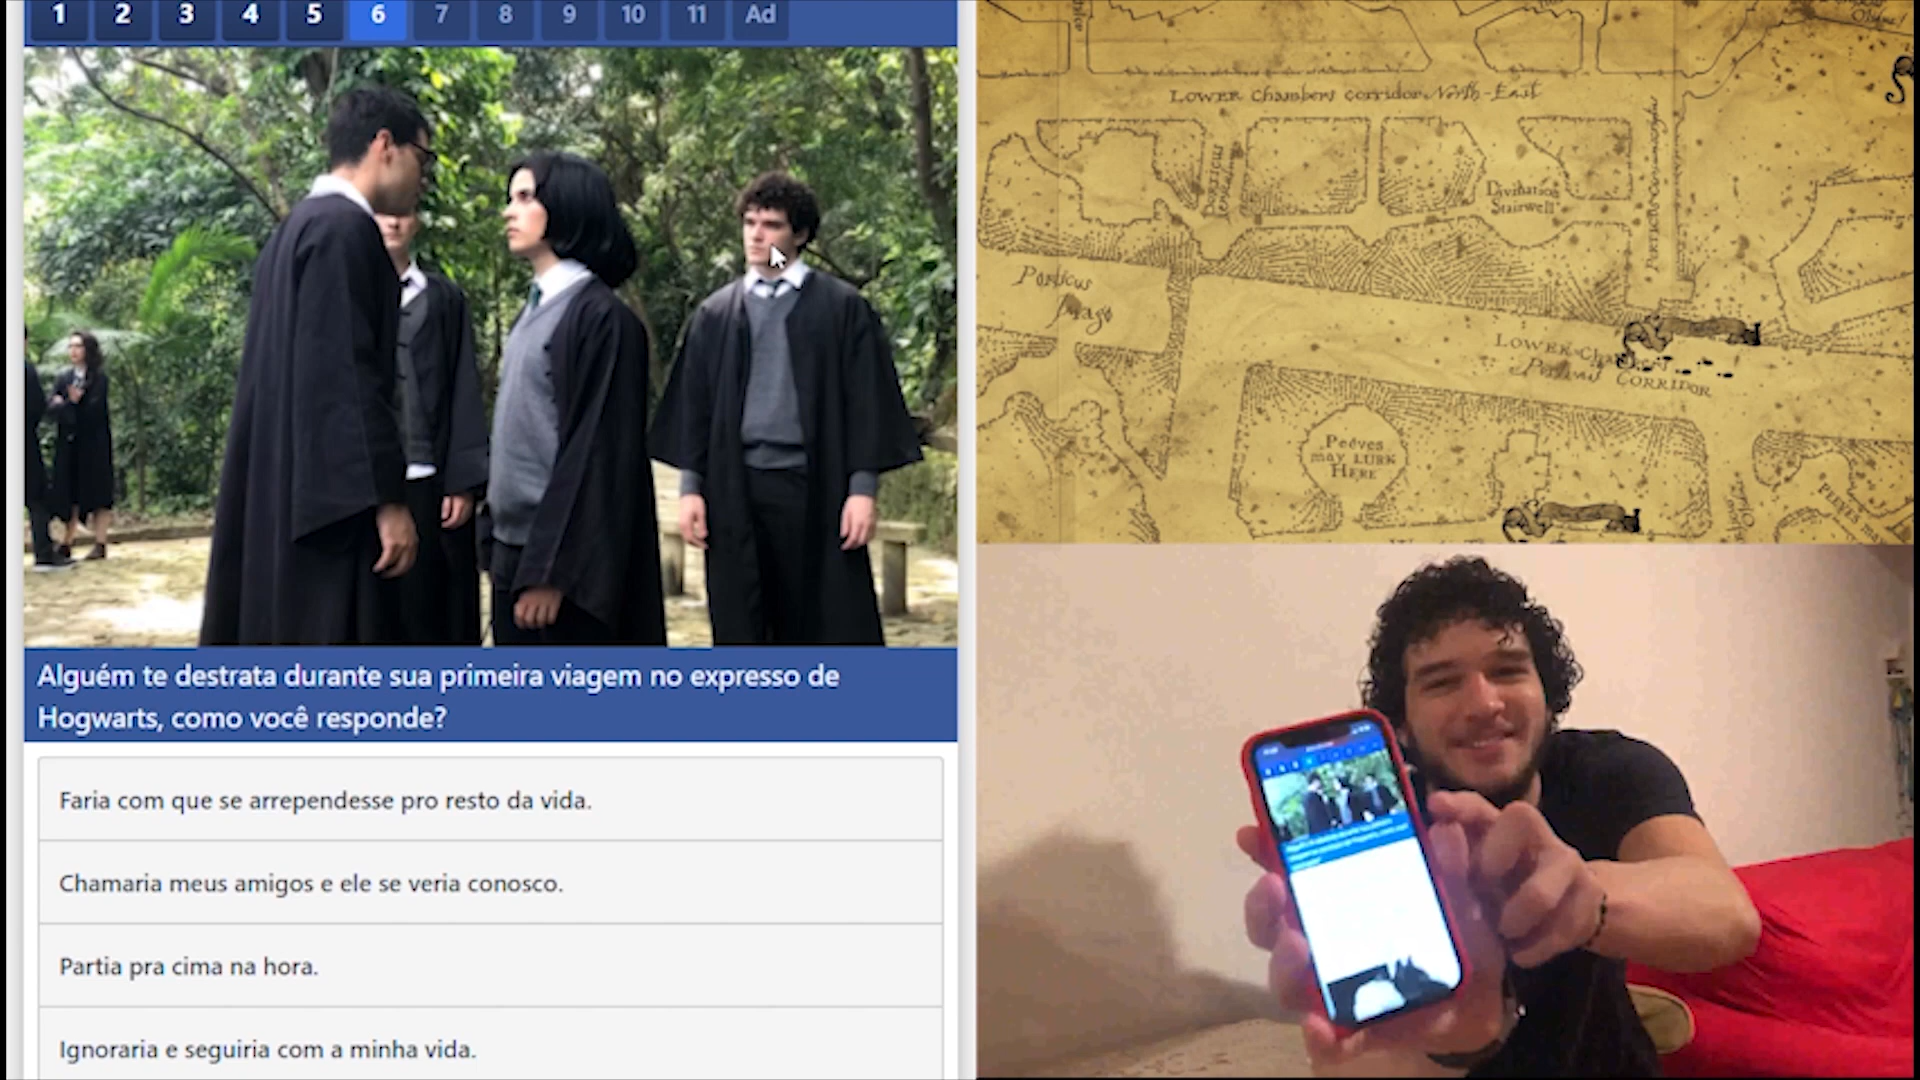 1 2 3 4 5 6 7 8 9 10 11 Ad
Alguém te destrata durante sua primeira viagem no expresso de
Hogwarts, como você responde?
Faria com que se arrependesse pro resto da vida.
Chamaria meus amigos e ele se veria conosco.
Partia pra cima na hora.
Ignoraria e seguiria com a minha vida.
LOWER Chambers corridor North-East
Divination
Stairwell
Porticus
LOWER
CORRIDOR
Peeves
may LURK
HERE